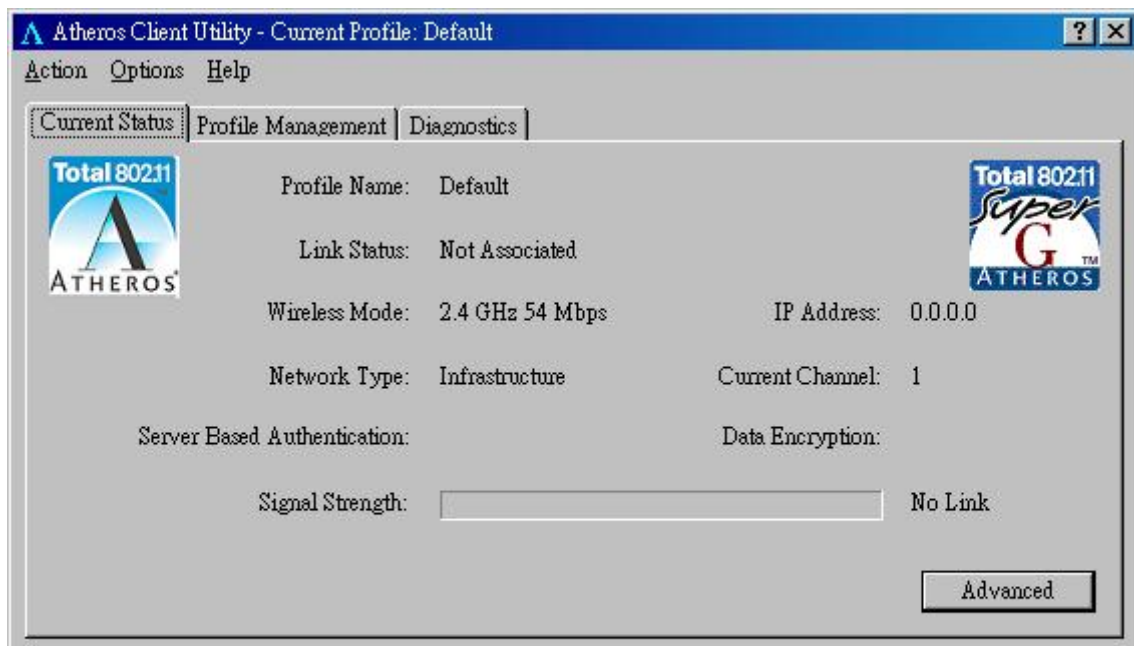 Atheros Client Utility - Current Profile: Default
Action Options Help
Current Status Profile Management Diagnostics
Total 802.11
ATHEROS
Total 802.11
Super
G TM
ATHEROS
Profile Name: Default
Link Status: Not Associated
Wireless Mode: 2.4 GHz 54 Mbps IP Address: 0.0.0.0
Network Type: Infrastructure Current Channel: 1
Server Based Authentication: Data Encryption:
Signal Strength: No Link
Advanced